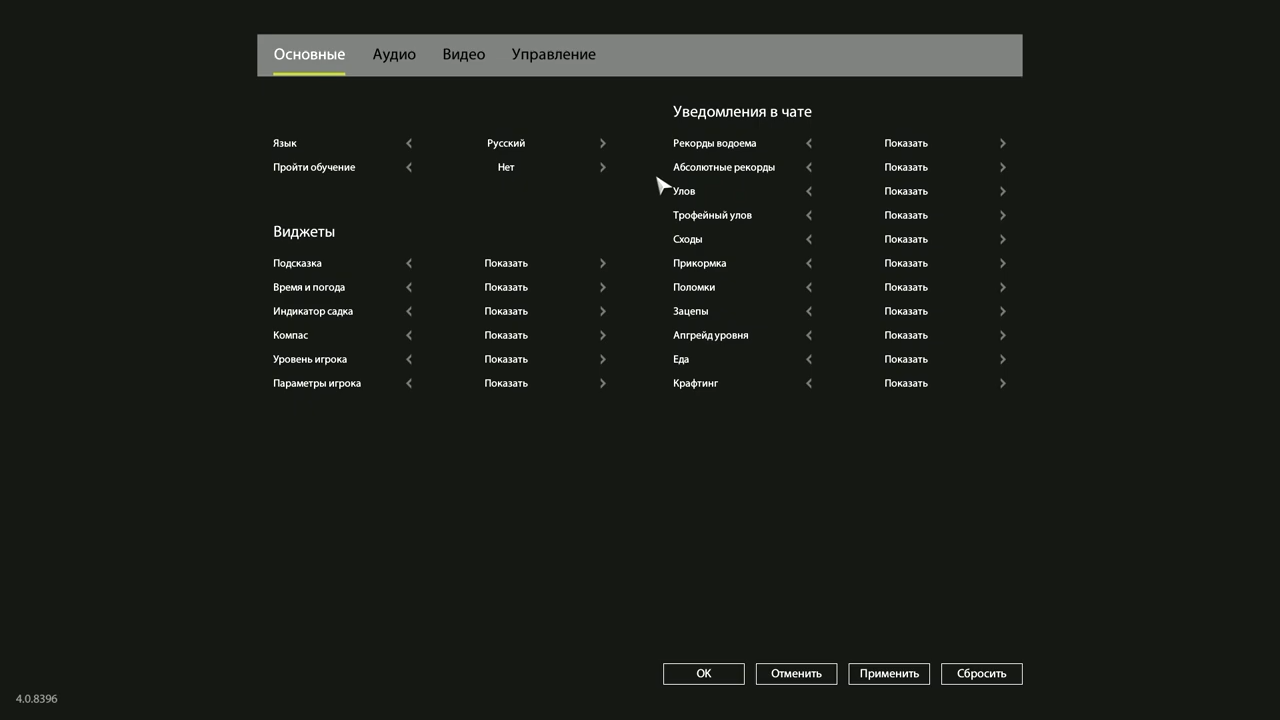 Основные Аудио Видео Управление
Язык Русский
Пройти обучение Нет
Виджеты
Подсказка Показать
Время и погода Показать
Индикатор садка Показать
Компас Показать
Уровень игрока Показать
Параметры игрока Показать
Уведомления в чате
Рекорды водоема Показать
Абсолютные рекорды Показать
Улов Показать
Трофейный улов Показать
Сходы Показать
Прикормка Показать
Поломки Показать
Зацепы Показать
Апгрейд уровня Показать
Еда Показать
Крафтинг Показать
ОК Отменить Применить Сбросить
4.0.8396